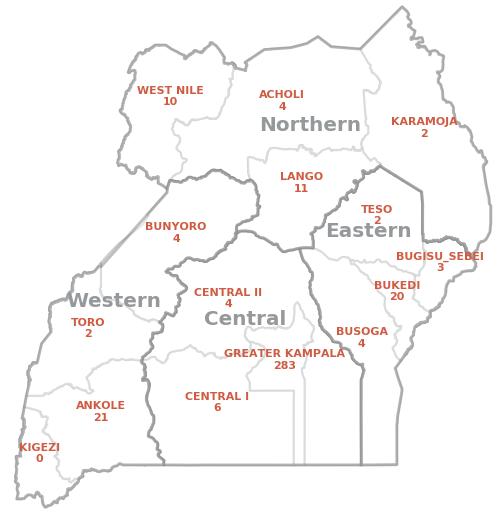 WEST NILE
10
ACHOLI
4
Northern
KARAMOJA
2
LANGO
11
TESO
2
Eastern
BUNYORO
4
BUGISU_SEBEI
3
BUKEDI
20
CENTRAL II
4
Western
Central
TORO
2
BUSOGA
4
GREATER KAMPALA
283
CENTRAL I
6
ANKOLE
21
KIGEZI
0